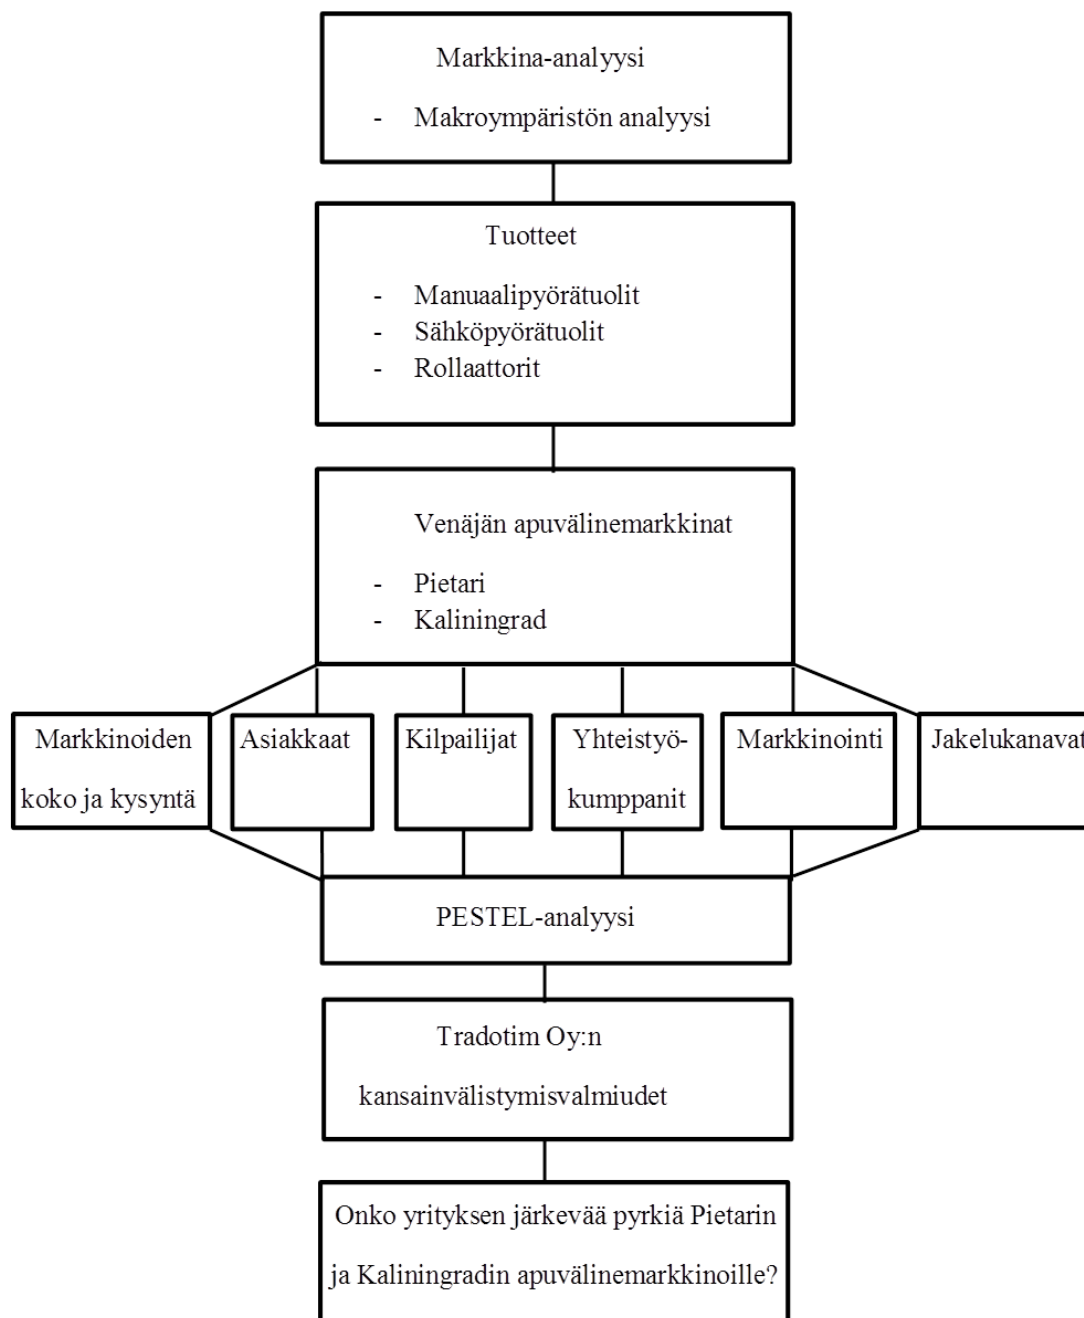 Markkina-analyysi
- Makroympäristön analyysi
Tuotteet
- Manuaalipyörätuolit
- Sähköpyörätuolit
- Rollaattorit
Venäjän apuvälinemarkkinat
- Pietari
- Kaliningrad
Markkinoiden
koko ja kysyntä
Asiakkaat
Kilpailijat
Yhteistyö-
kumppanit
Markkinointi
Jakelukanavat
PESTEL-analyysi
Tradotim Oy:n
kansainvälistymisvalmiudet
Onko yrityksen järkevää pyrkiä Pietarin
ja Kaliningradin apuvälinemarkkinoille?